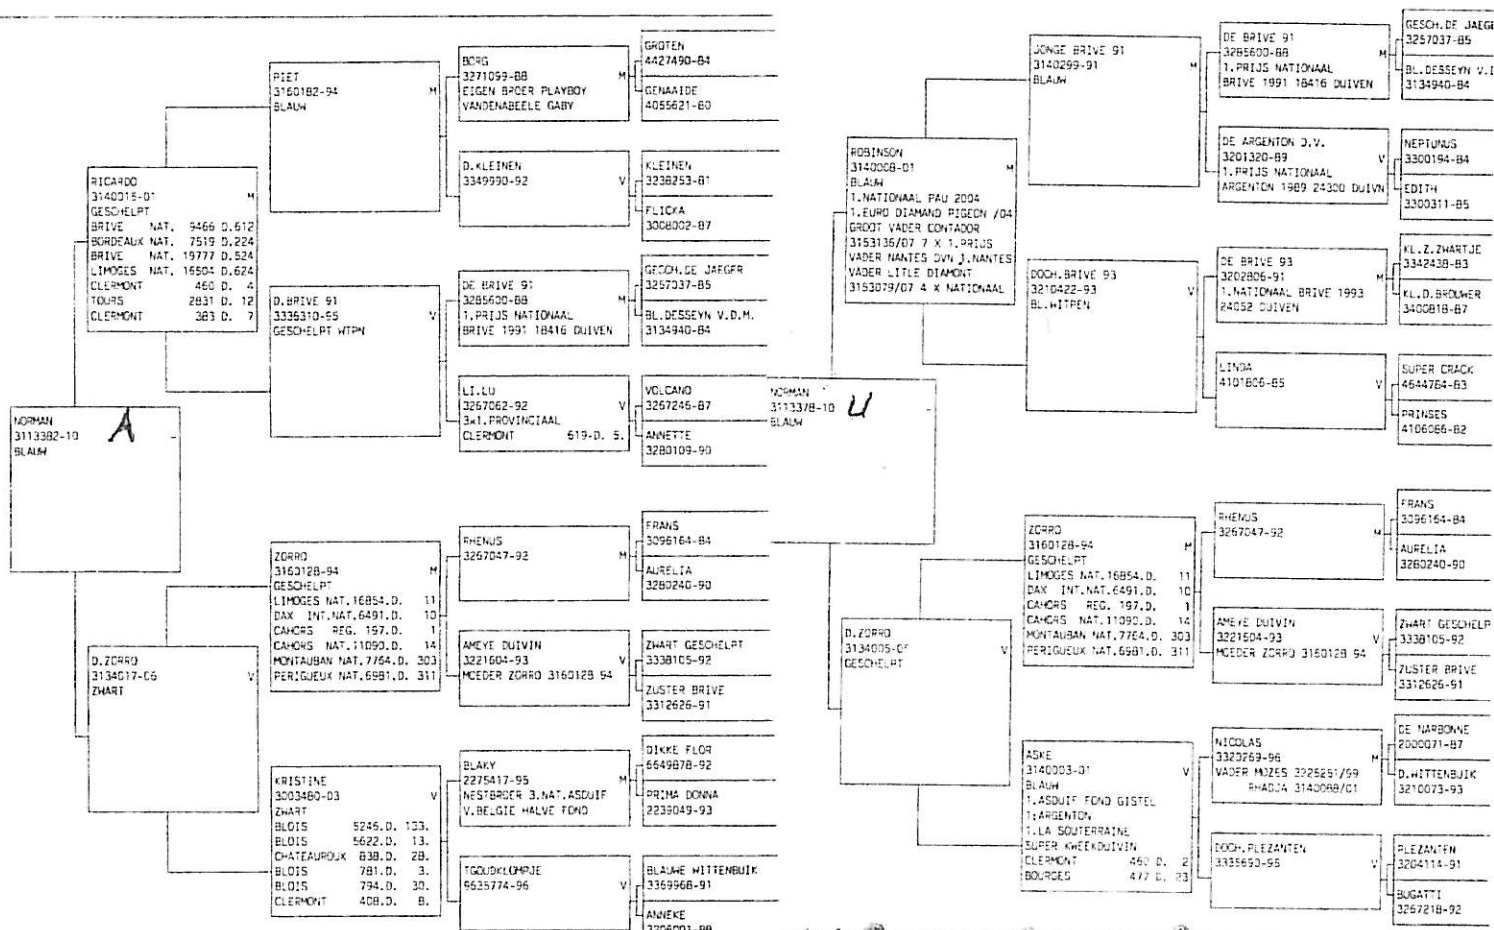 NORMAN
3113382-10
BLAUW
A
RICARDO
3140015-01 M
GESCHELPT
BRIVE NAT. 9466 D.612
BORDEAUX NAT. 7519 D.224
BRIVE NAT. 19777 D.524
LIMOGES NAT. 16504 D.624
CLERMONT 460 D. 4
TOURS 2831 D. 12
CLERMONT 383 D. 7
D.ZORRO
3134017-06 V
ZWART
PIET
3160182-94 M
BLAUW
D.BRIVE 91
3336310-95 V
GESCHELPT WTPN
ZORRO
3160128-94 M
GESCHELPT
LIMOGES NAT.16854.D. 11
DAX INT.NAT.6491.D. 10
CAHORS REG. 197.D. 1
CAHORS NAT.11090.D. 14
MONTAUBAN NAT.7764.D. 303
PERIGUEUX NAT.6981.D. 311
KRISTINE
3003480-03 V
ZWART
BLOIS 5246.D. 133.
BLOIS 5622.D. 13.
CHATEAUROUX 838.D. 28.
BLOIS 781.D. 3.
BLOIS 794.D. 30.
CLERMONT 408.D. 8.
BORG
3271099-88 M
EIGEN BROER PLAYBOY
VANDENABEELE GABY
D.KLEINEN
3349990-92 V
DE BRIVE 91
3285600-88 M
1.PRIJS NATIONAAL
BRIVE 1991 18416 DUIVEN
LI.LU
3267062-92 V
3x1.PROVINCIAAL
CLERMONT 619-D. 5.
RHENUS
3267047-92 M
AMEYE DUIVIN
3221604-93 V
MOEDER ZORRO 3160128 94
BLAKY
2275417-95 M
NESTBROER 3.NAT.ASDUIF
V.BELGIE HALVE FOND
TGOUDKLOMPJE
9635774-96 V
GROTEN
4427490-84
GENAAIDE
4055621-80
KLEINEN
3238253-81
FLICKA
3008002-87
GESCH.DE JAEGER
3257037-85
BL.DESSEYN V.D.M.
3134940-84
VOLCANO
3267246-87
ANNETTE
3280109-90
FRANS
3096164-84
AURELIA
3280240-90
ZWART GESCHELPT
3338105-92
ZUSTER BRIVE
3312626-91
DIKKE FLOR
6649878-92
PRIMA DONNA
2239049-93
BLAUWE WITTENBUIK
3369968-91
ANNEKE
NORMAN
3113378-10
BLAUW
U
ROBINSON
3140008-01 M
BLAUW
1.NATIONAAL PAU 2004
1.EURO DIAMAND PIGEON /04
GROOT VADER CONTADOR
3153136/07 7 X 1.PRIJS
VADER NANTES OVN J.NANTES
VADER LITLE DIAMONT
3153079/07 4 X NATIONAAL
D.ZORRO
GESCHELPT
JONGE BRIVE 91
3140299-91 M
BLAUW
DOCH.BRIVE 93
3210422-93 V
BL.WITPEN
ZORRO
3160128-94 M
GESCHELPT
LIMOGES NAT.16854.D. 11
DAX INT.NAT.6491.D. 10
CAHORS REG. 197.D. 1
CAHORS NAT.11090.D. 14
MONTAUBAN NAT.7764.D. 303
PERIGUEUX NAT.6981.D. 311
ASKE
3140003-01 V
BLAUW
1.ASDUIF FOND GISTEL
1:ARGENTON
1.LA SOUTERRAINE
SUPER KWEEKDUIVIN
CLERMONT 460 D. 2
BOURGES 477 D. 23
DE BRIVE 91
3285600-88 M
1.PRIJS NATIONAAL
BRIVE 1991 18416 DUIVEN
DE ARGENTON D.V.
3201320-89 V
1.PRIJS NATIONAAL
ARGENTON 1989 24300 DUIVN
DE BRIVE 93
3202806-91 M
1.NATIONAAL BRIVE 1993
24052 DUIVEN
LINDA
4101806-85 V
RHENUS
3267047-92 M
AMEYE DUIVIN
3221604-93 V
MOEDER ZORRO 3160128 94
NICOLAS
3320269-96 M
VADER MOZES 3225251/99
RHADJA 3140088/01
DOCH.PLEZANTEN
3335690-95 V
GESCH.DE JAEGE
3257037-85
BL.DESSEYN V.D
3134940-84
NEPTUNUS
3300194-84
EDITH
3300311-85
KL.Z.ZWARTJE
3342438-83
KL.D.BROUWER
3400818-87
SUPER CRACK
4644764-83
PRINSES
4106086-82
FRANS
3096164-84
AURELIA
3280240-90
ZWART GESCHELP
3338105-92
ZUSTER BRIVE
3312626-91
DE NARBONNE
2000071-87
D.WITTENBUIK
3210073-93
PLEZANTEN
3204114-91
BUGATTI
3267218-92